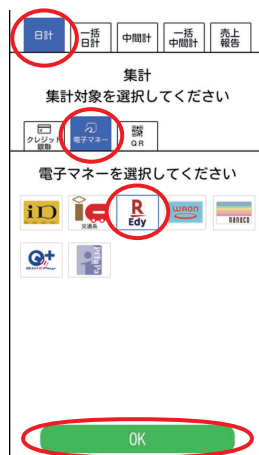 日計 一括日計 中間計 一括中間計 売上報告
集計
集計対象を選択してください
クレジット銀聯 電子マネー QR
電子マネーを選択してください
iD 交通系 R Edy WAON nanaco
Q+ QUICPay
OK